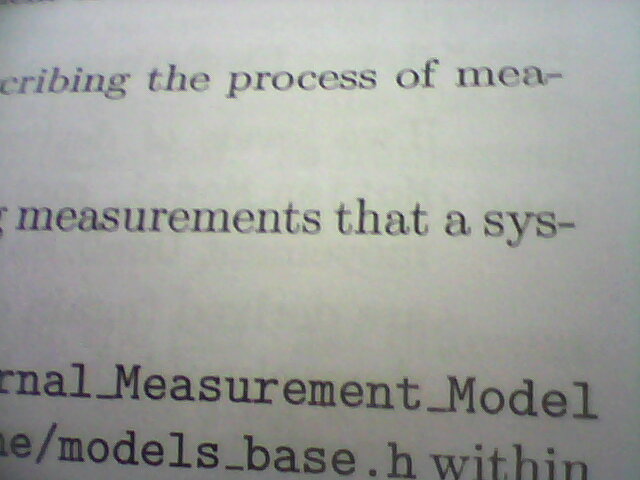 cribing the process of mea-
measurements that a sys-
rnal_Measurement_Model
e/models_base.h within